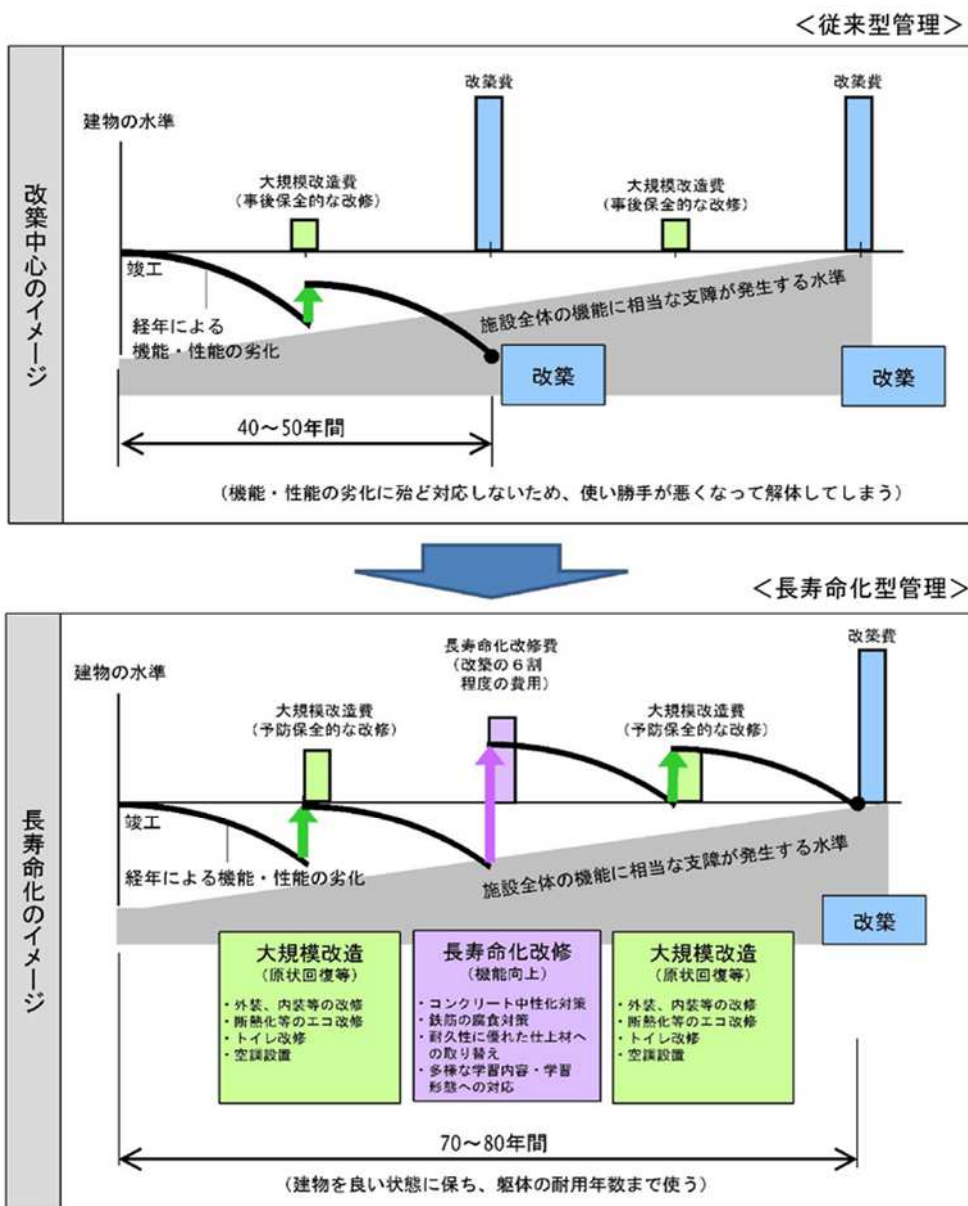 ＜従来型管理＞
改築中心のイメージ
建物の水準
改築費
改築費
大規模改造費
（事後保全的な改修）
大規模改造費
（事後保全的な改修）
竣工
経年による
機能・性能の劣化
施設全体の機能に相当な支障が発生する水準
改築
改築
40～50年間
（機能・性能の劣化に殆ど対応しないため、使い勝手が悪くなって解体してしまう）
＜長寿命化型管理＞
長寿命化のイメージ
建物の水準
長寿命化改修費
（改築の６割
程度の費用）
改築費
大規模改造費
（予防保全的な改修）
大規模改造費
（予防保全的な改修）
竣工
経年による機能・性能の劣化
施設全体の機能に相当な支障が発生する水準
改築
大規模改造
（原状回復等）
・外装、内装等の改修
・断熱化等のエコ改修
・トイレ改修
・空調設置
長寿命化改修
（機能向上）
・コンクリート中性化対策
・鉄筋の腐食対策
・耐久性に優れた仕上材へ
の取り替え
・多様な学習内容・学習
形態への対応
大規模改造
（原状回復等）
・外装、内装等の改修
・断熱化等のエコ改修
・トイレ改修
・空調設置
70～80年間
（建物を良い状態に保ち、躯体の耐用年数まで使う）